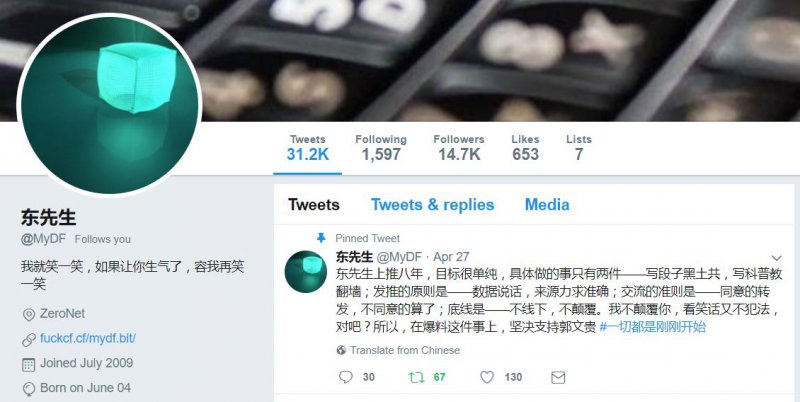 Tweets Following Followers Likes Lists
31.2K 1,597 14.7K 653 7
东先生
@MyDF Follows you
我就笑一笑，如果让你生气了，容我再笑
一笑
ZeroNet
fuckcf.cf/mydf.bit/
Joined July 2009
Born on June 04
Tweets Tweets & replies Media
Pinned Tweet
东先生 @MyDF · Apr 27
东先生上推八年，目标很单纯，具体做的事只有两件——写段子黑土共，写科普教
翻墙；发推的原则是——数据说话，来源力求准确；交流的准则是——同意的转
发，不同意的算了；底线是——不线下，不颠覆。我不颠覆你，看笑话又不犯法，
对吧？所以，在爆料这件事上，坚决支持郭文贵 #一切都是刚刚开始
Translate from Chinese
30 67 130